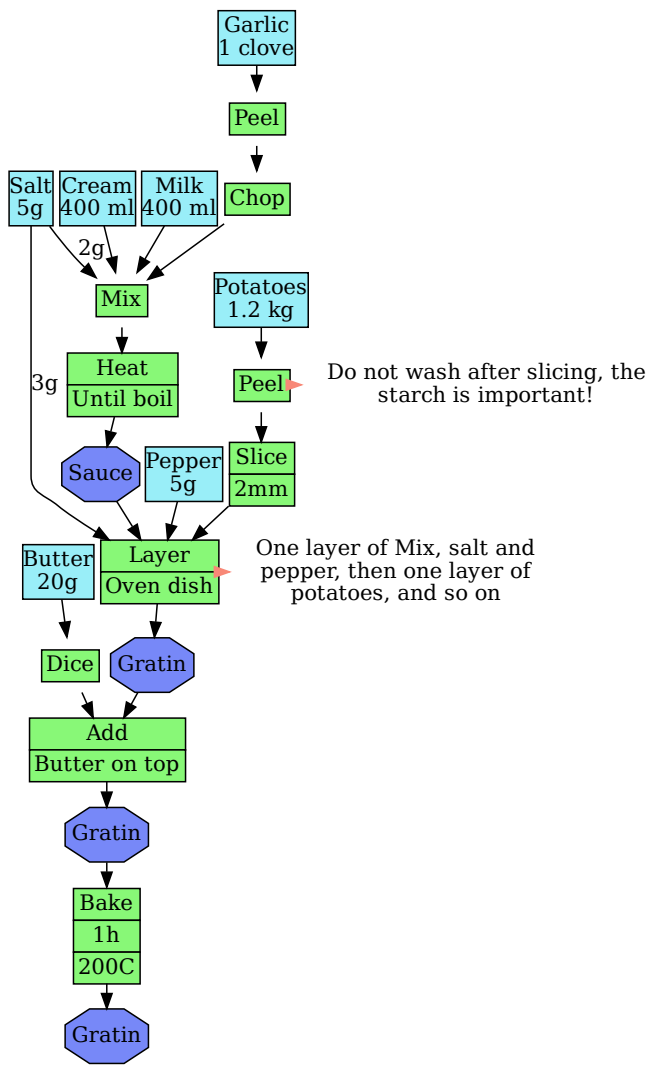 Garlic
1 clove
Peel
Salt
5g
Cream
400 ml
Milk
400 ml
Chop
2g
Mix
Potatoes
1.2 kg
Heat
Until boil
3g
Peel
Do not wash after slicing, the
starch is important!
Sauce
Pepper
5g
Slice
2mm
Butter
20g
Layer
Oven dish
One layer of Mix, salt and
pepper, then one layer of
potatoes, and so on
Dice
Gratin
Add
Butter on top
Gratin
Bake
1h
200C
Gratin